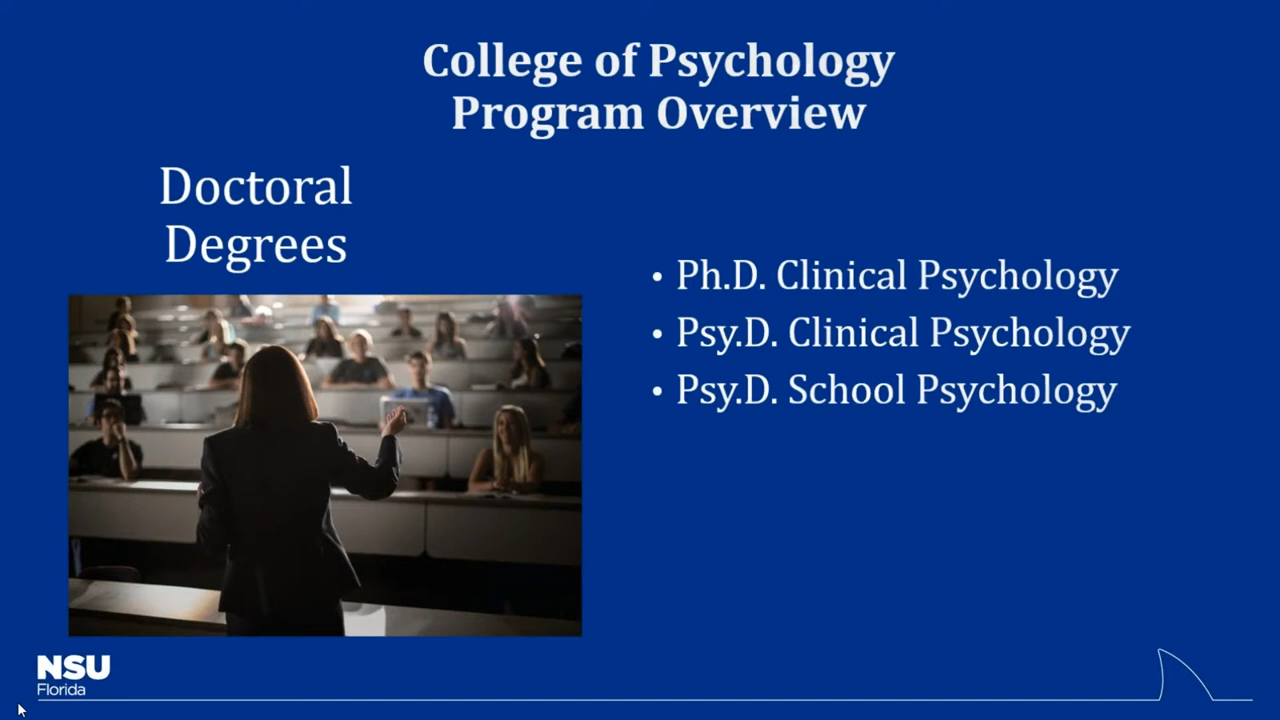 College of Psychology
Program Overview
Doctoral
Degrees
• Ph.D. Clinical Psychology
• Psy.D. Clinical Psychology
• Psy.D. School Psychology
NSU
Florida